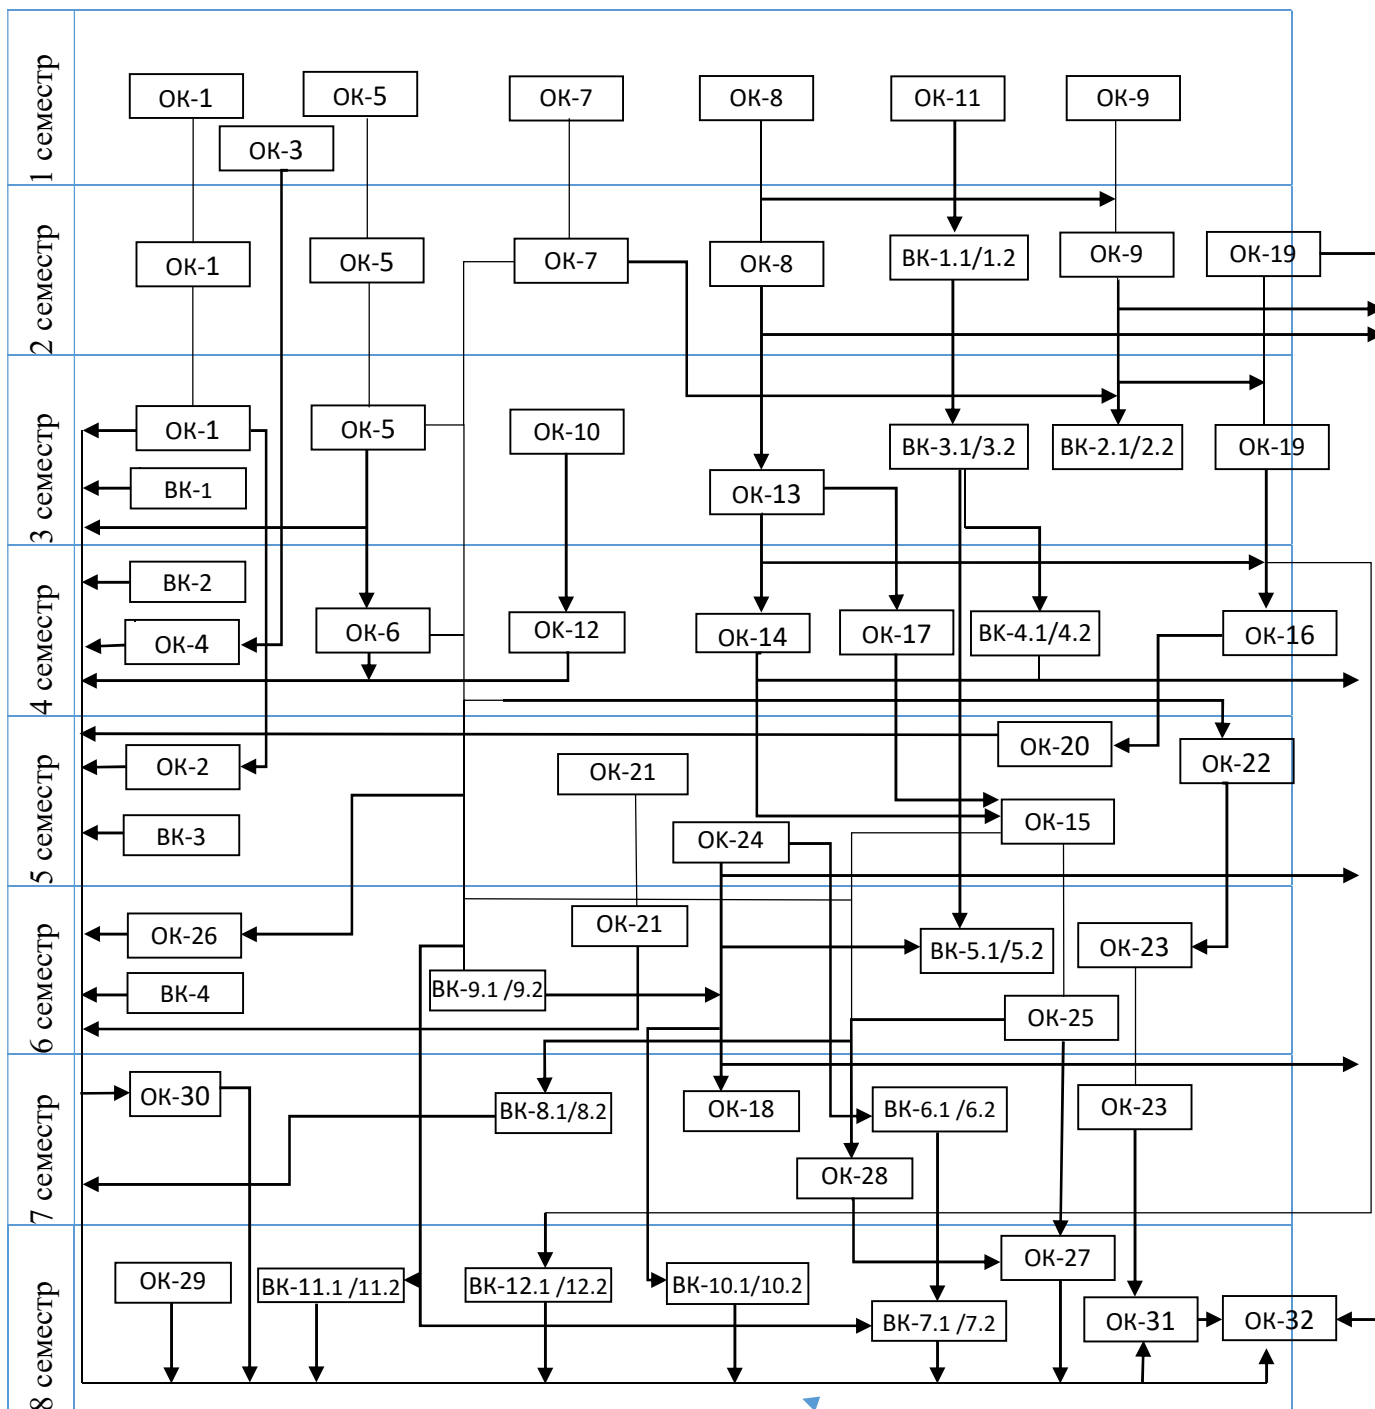 1 семестр
ОК-1
ОК-5
ОК-7
ОК-8
ОК-11
ОК-9
ОК-3
2 семестр
ОК-1
ОК-5
ОК-7
ОК-8
ВК-1.1/1.2
ОК-9
ОК-19
3 семестр
ОК-1
ОК-5
ОК-10
ВК-3.1/3.2
ВК-2.1/2.2
ОК-19
ВК-1
ОК-13
4 семестр
ВК-2
ОК-4
ОК-6
ОК-12
ОК-14
ОК-17
ВК-4.1/4.2
ОК-16
5 семестр
ОК-20
ОК-2
ОК-21
ОК-22
ВК-3
ОК-24
ОК-15
6 семестр
ОК-26
ОК-21
ВК-5.1/5.2
ОК-23
ВК-4
ВК-9.1 /9.2
ОК-25
7 семестр
ОК-30
ВК-8.1/8.2
ОК-18
ВК-6.1 /6.2
ОК-23
ОК-28
8 семестр
ОК-29
ВК-11.1 /11.2
ВК-12.1 /12.2
ВК-10.1/10.2
ОК-27
ВК-7.1 /7.2
ОК-31
ОК-32